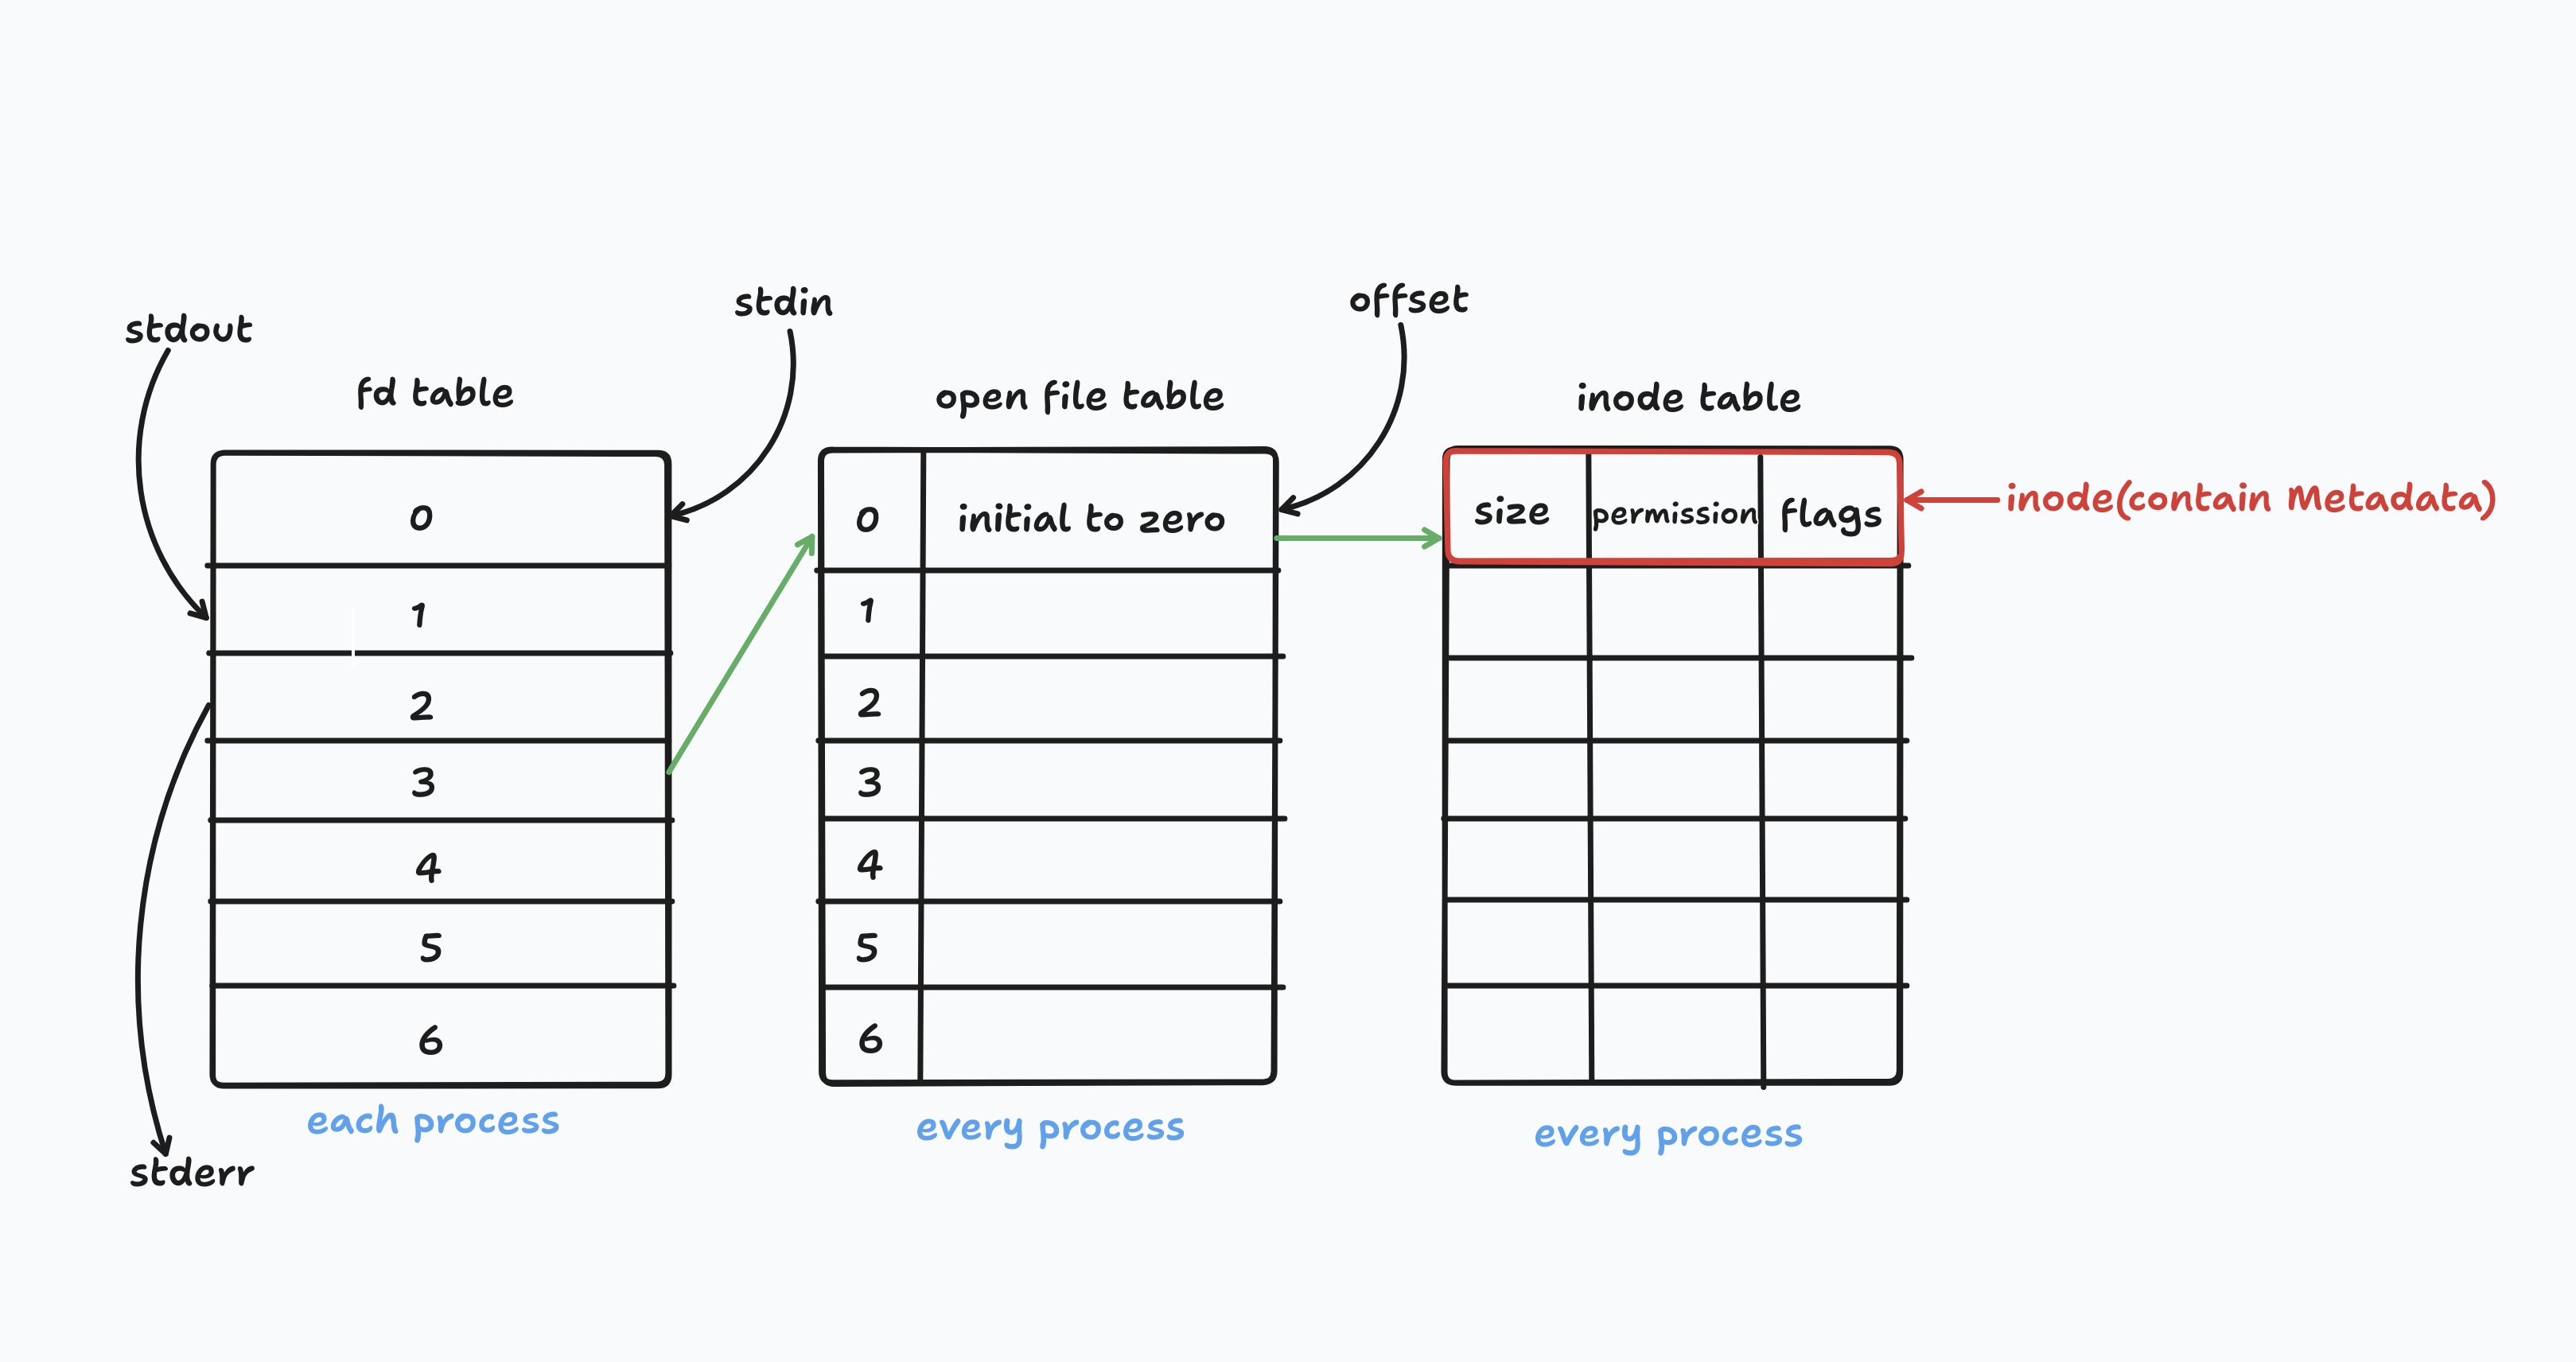 stdout
stdin
offset
fd table
open file table
inode table
0
1
2
3
4
5
6
0 initial to zero
1
2
3
4
5
6
size permission flags
inode(contain Metadata)
each process
every process
every process
stderr